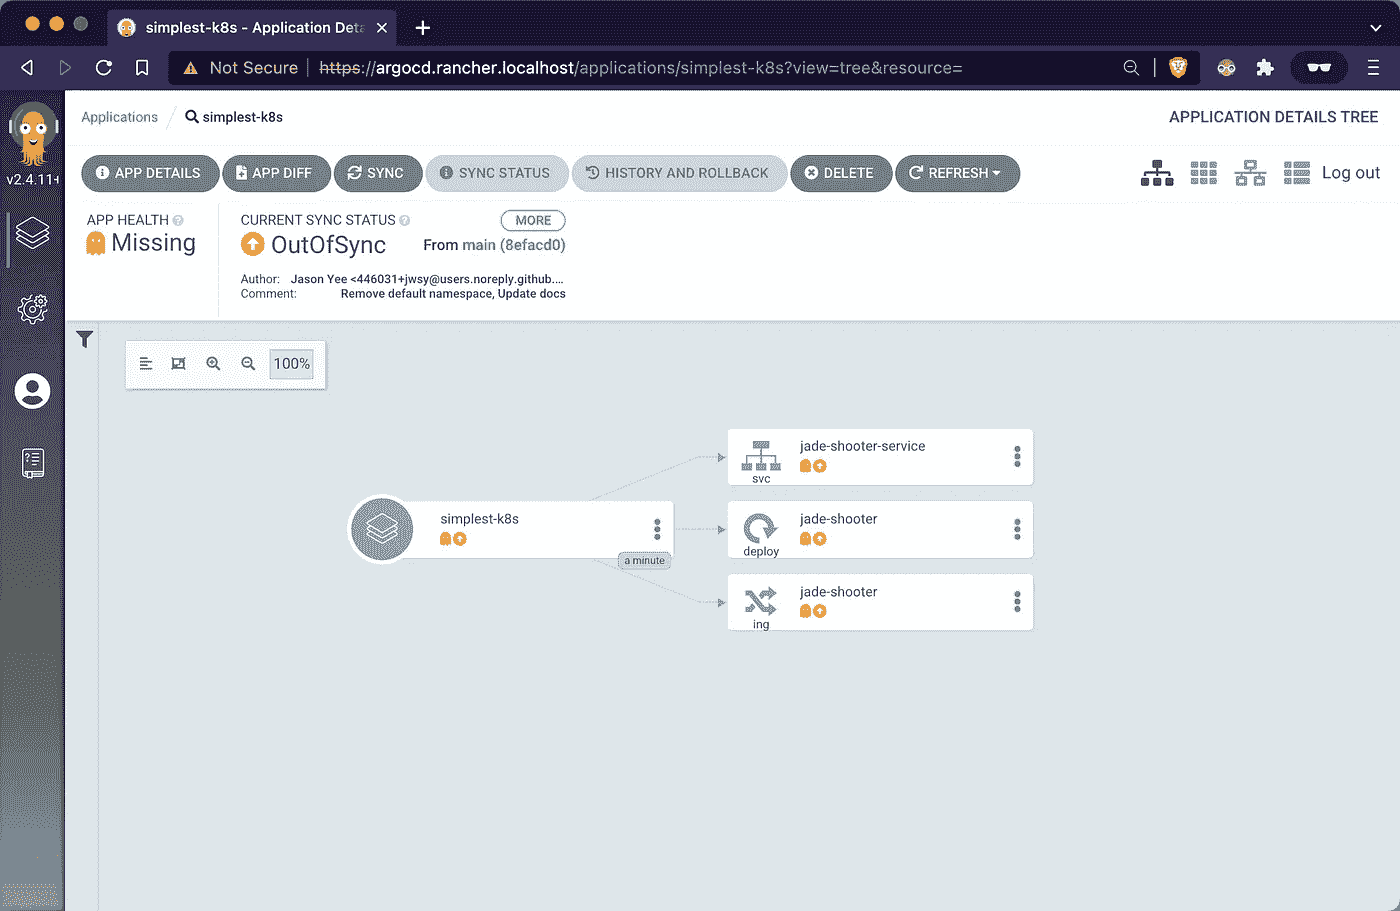 simplest-k8s - Application Deta
Not Secure https://argocd.rancher.localhost/applications/simplest-k8s?view=tree&resource=
v2.4.11+
Applications simplest-k8s APPLICATION DETAILS TREE
APP DETAILS APP DIFF SYNC SYNC STATUS HISTORY AND ROLLBACK DELETE REFRESH Log out
APP HEALTH CURRENT SYNC STATUS MORE
Missing OutOfSync From main (8efacd0)
Author: Jason Yee <446031+jwsy@users.noreply.github....
Comment: Remove default namespace, Update docs
100%
jade-shooter-service
svc
simplest-k8s
a minute
jade-shooter
deploy
jade-shooter
ing